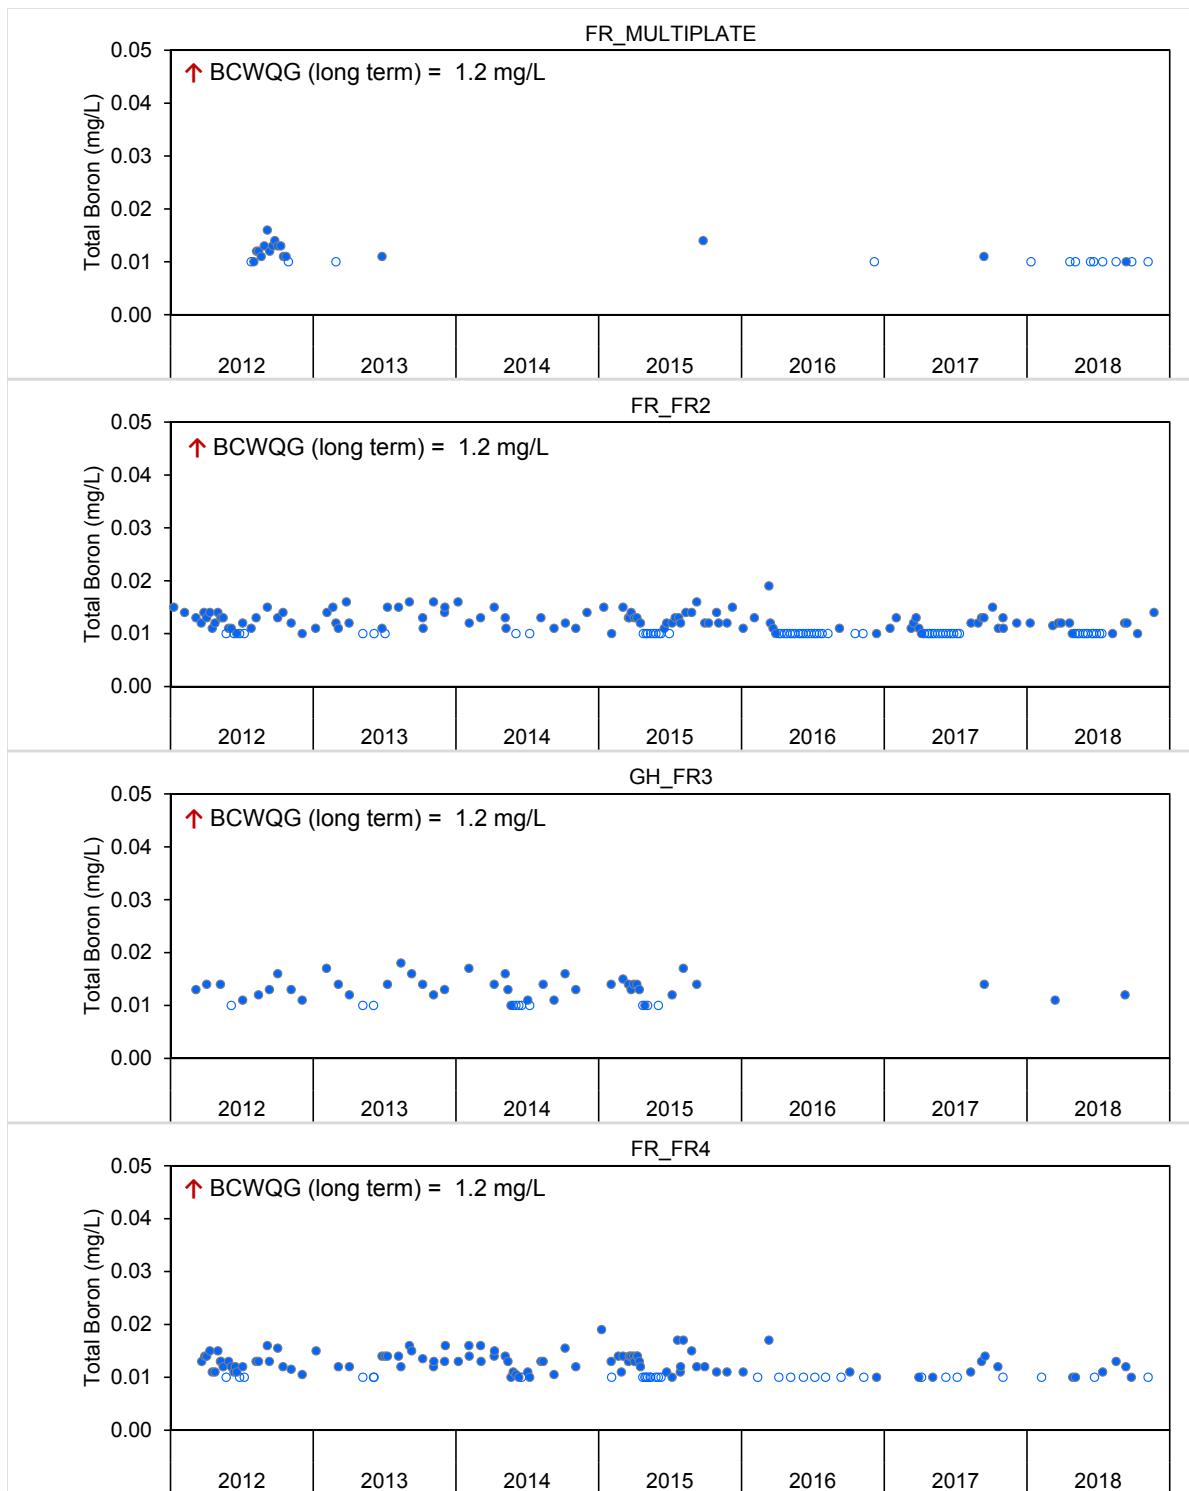 FR_MULTIPLATE
↑ BCWQG (long term) = 1.2 mg/L
Total Boron (mg/L)
0.05
0.04
0.03
0.02
0.01
0.00
2012 2013 2014 2015 2016 2017 2018
FR_FR2
↑ BCWQG (long term) = 1.2 mg/L
Total Boron (mg/L)
0.05
0.04
0.03
0.02
0.01
0.00
2012 2013 2014 2015 2016 2017 2018
GH_FR3
↑ BCWQG (long term) = 1.2 mg/L
Total Boron (mg/L)
0.05
0.04
0.03
0.02
0.01
0.00
2012 2013 2014 2015 2016 2017 2018
FR_FR4
↑ BCWQG (long term) = 1.2 mg/L
Total Boron (mg/L)
0.05
0.04
0.03
0.02
0.01
0.00
2012 2013 2014 2015 2016 2017 2018